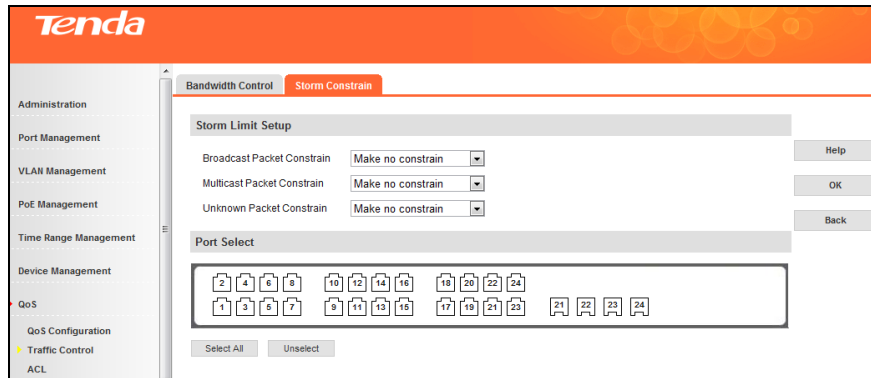 Tenda
Administration
Port Management
VLAN Management
PoE Management
Time Range Management
Device Management
QoS
QoS Configuration
Traffic Control
ACL
Bandwidth Control Storm Constrain
Storm Limit Setup
Broadcast Packet Constrain Make no constrain
Multicast Packet Constrain Make no constrain
Unknown Packet Constrain Make no constrain
Port Select
2 4 6 8 10 12 14 16 18 20 22 24
1 3 5 7 9 11 13 15 17 19 21 23 21 22 23 24
Select All Unselect
Help
OK
Back